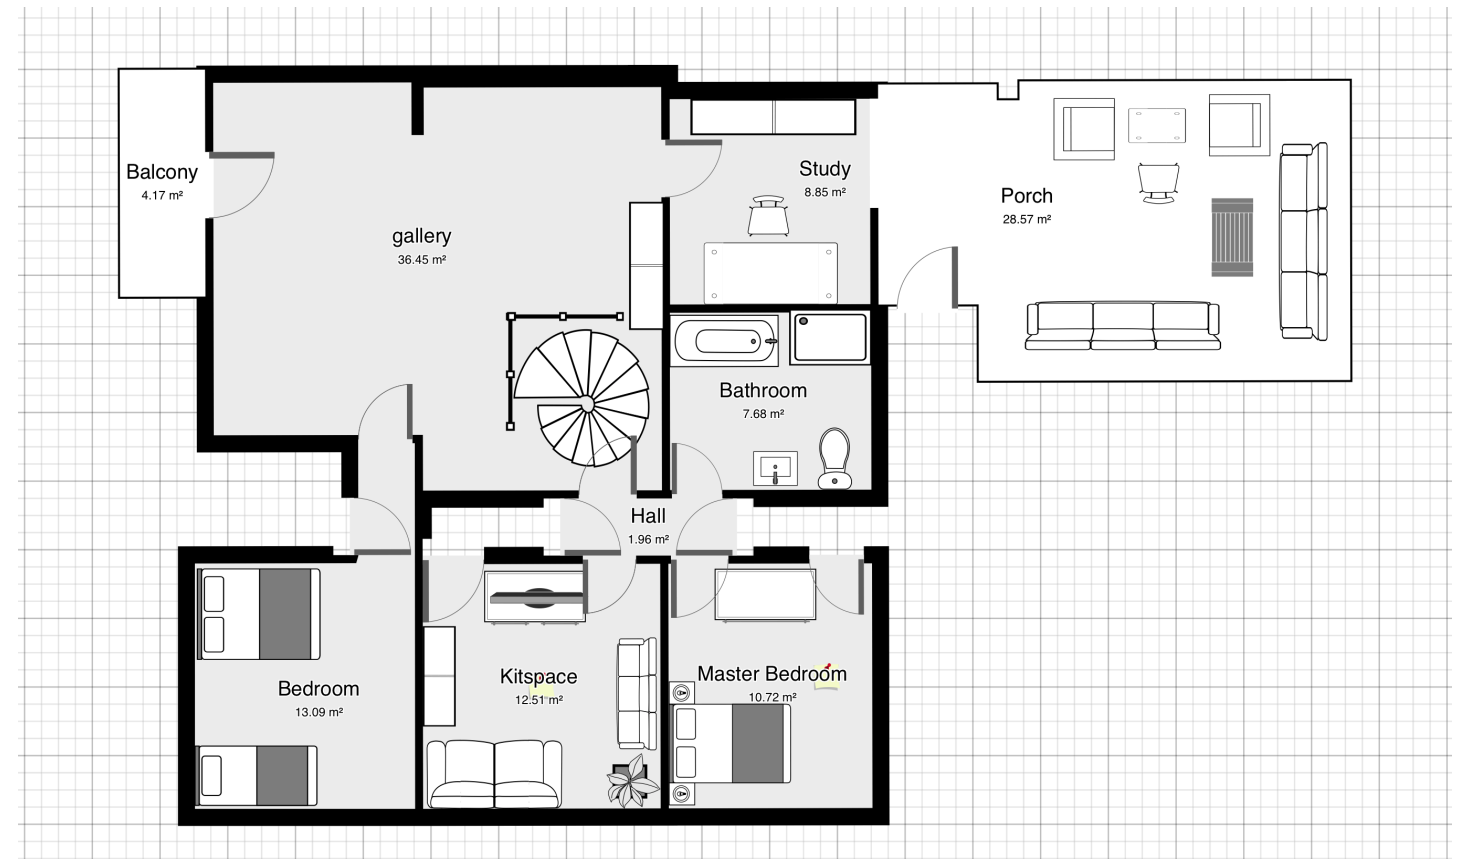 Balcony
4.17 m²
gallery
36.45 m²
Study
8.85 m²
Porch
28.57 m²
Bathroom
7.68 m²
Hall
1.96 m²
Bedroom
13.09 m²
Kitspace
12.51 m²
Master Bedroom
10.72 m²